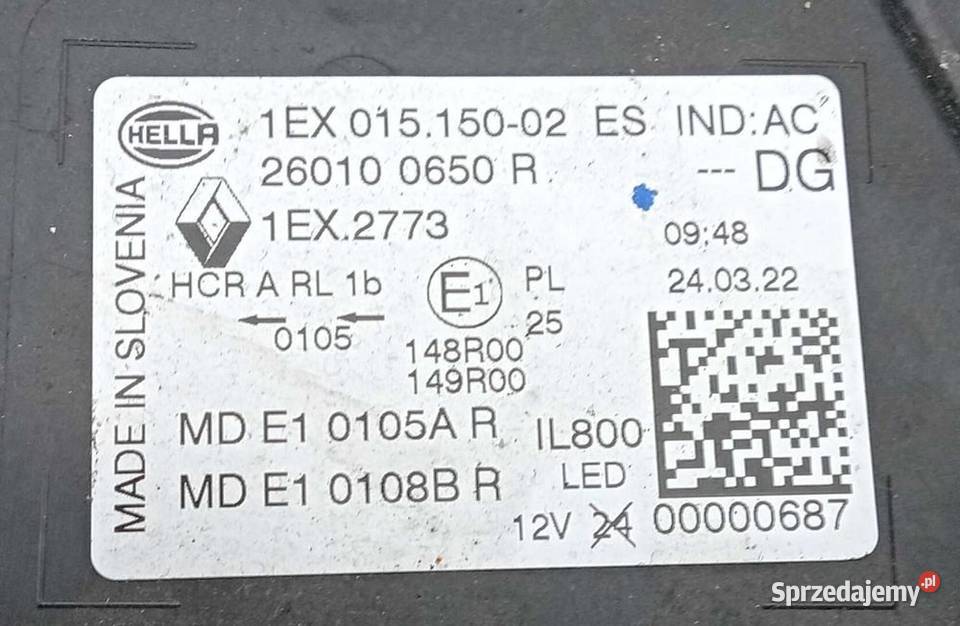 HELLA 1EX 015.150-02 ES IND:AC
26010 0650 R --- DG
1EX.2773 09:48
HCR A RL 1b E1 PL 24.03.22
0105 25
148R00
149R00
MD E1 0105A R IL800
MD E1 0108B R LED
12V 24 00000687
MADE IN SLOVENIA
Sprzedajemy.pl